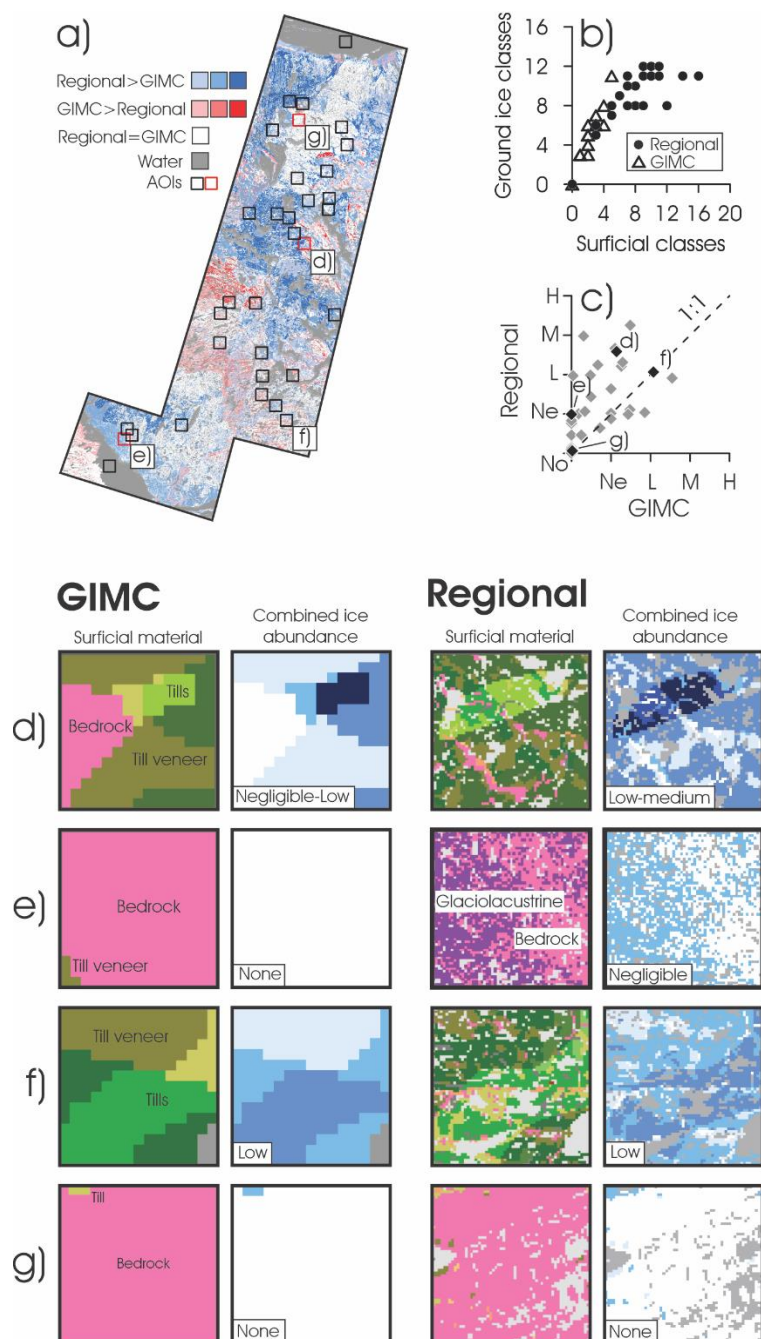 a)
Regional>GIMC
GIMC>Regional
Regional=GIMC
Water
AOIs
g)
d)
e)
f)
b)
Ground ice classes
16
12
8
4
0
0 4 8 12 16 20
Regional
GIMC
Surficial classes
c)
Regional
H
M
L
Ne
No
1:1
d)
f)
e)
g)
Ne L M H
GIMC
GIMC Regional
Surficial material Combined ice abundance Surficial material Combined ice abundance
d)
Tills
Bedrock
Till veneer
Negligible-Low
Low-medium
e)
Bedrock
Till veneer
None
Glaciolacustrine
Bedrock
Negligible
f)
Till veneer
Tills
Low
Low
g)
Till
Bedrock
None
None